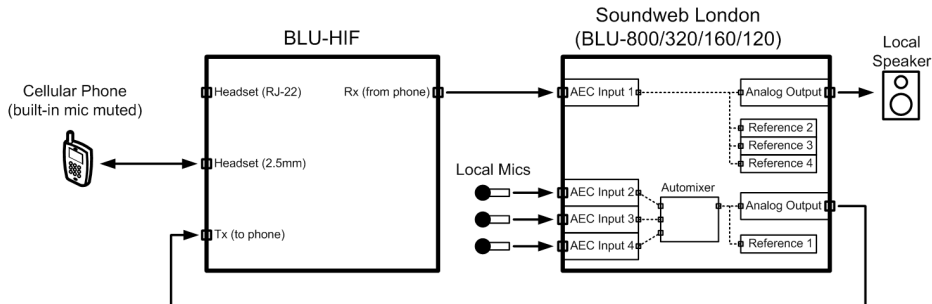 Soundweb London
(BLU-800/320/160/120)
BLU-HIF
Local
Speaker
Cellular Phone
(built-in mic muted)
Headset (RJ-22)
Rx (from phone)
AEC Input 1
Analog Output
Reference 2
Reference 3
Reference 4
Headset (2.5mm)
Local Mics
AEC Input 2
Automixer
AEC Input 3
Analog Output
AEC Input 4
Reference 1
Tx (to phone)